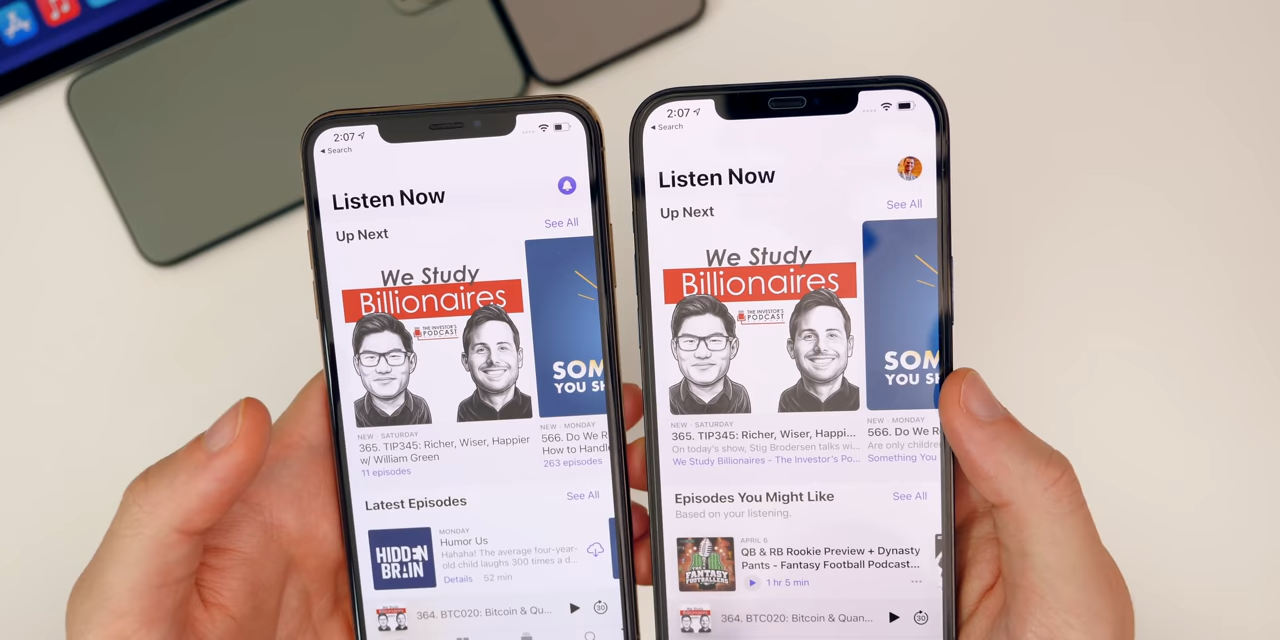 2:07
Search
Listen Now
Up Next
See All
We Study
Billionaires
THE INVESTOR'S
PODCAST
SOM
YOU SH
NEW · SATURDAY
365. TIP345: Richer, Wiser, Happier
w/ William Green
11 episodes
NEW · MONDAY
566. Do We R
How to Handl
263 episodes
Latest Episodes
See All
HIDDEN
BRAIN
MONDAY
Humor Us
Hahaha! The average four-year-
old child laughs 300 times a d...
Details
52 min
364. BTC020: Bitcoin & Qu...
30
2:07
Search
Listen Now
Up Next
See All
We Study
Billionaires
THE INVESTOR'S
PODCAST
SOM
YOU SH
NEW · SATURDAY
365. TIP345: Richer, Wiser, Happi...
On today's show, Stig Brodersen talks wi...
We Study Billionaires - The Investor's Po...
NEW · MONDAY
566. Do We R
Are only childre
Something You
Episodes You Might Like
See All
Based on your listening.
THE
FANTASY
FOOTBALLERS
APRIL 6
QB & RB Rookie Preview + Dynasty
Pants - Fantasy Football Podcast...
1 hr 5 min
364. BTC020: Bitcoin & Quan...
30